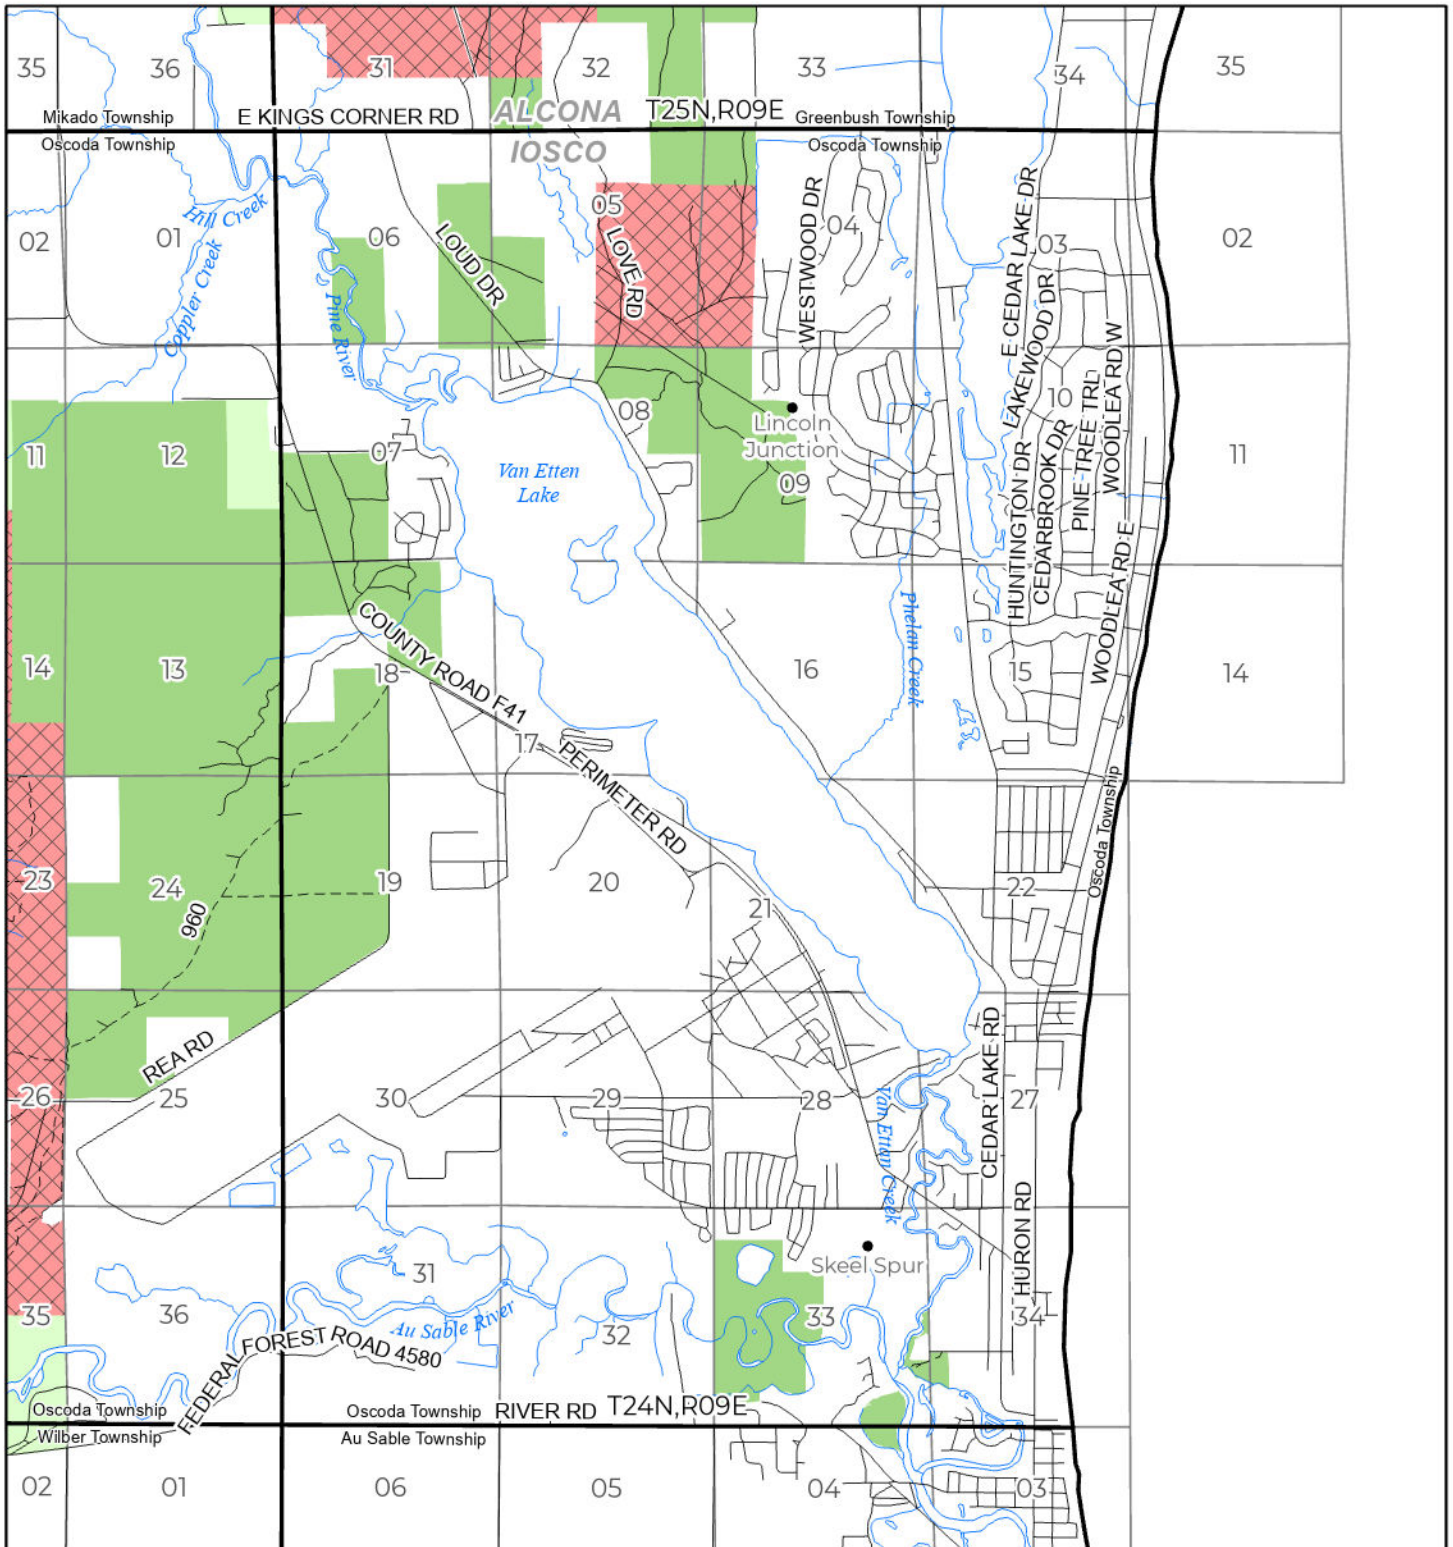 35
36
31
32
33
34
35
Mikado Township
E KINGS CORNER RD
ALCONA
T25N,R09E
Greenbush Township
Oscoda Township
IOSCO
Oscoda Township
02
01
Hill Creek
Coppler Creek
06
Pine River
LOUD DR
05
LOVE RD
WESTWOOD DR
04
E CEDAR LAKE DR
03
02
LAKEWOOD DR
11
12
07
08
Lincoln
Junction
09
Van Etten
Lake
10
HUNTINGTON DR
CEDARBROOK DR
PINE TREE TRL
WOODLEA RD W
WOODLEA RD E
11
14
13
18
COUNTY ROAD F41
17
PERIMETER RD
16
Phelan Creek
15
14
23
24
960
19
20
21
22
Oscoda Township
REA RD
26
25
30
29
28
Van Etten Creek
CEDAR LAKE RD
27
HURON RD
35
36
31
Au Sable River
32
Skeel Spur
33
34
FEDERAL FOREST ROAD 4580
Oscoda Township
Oscoda Township
RIVER RD
T24N,R09E
Wilber Township
Au Sable Township
02
01
06
05
04
03